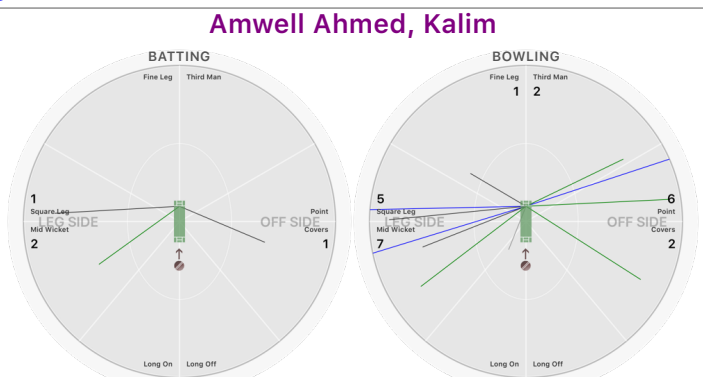 Amwell Ahmed, Kalim
BATTING
Fine Leg Third Man
1
Square Leg
LEG SIDE
Mid Wicket
2
Point
OFF SIDE
Covers
1
Long On Long Off
BOWLING
Fine Leg Third Man
1 2
5
Square Leg
LEG SIDE
Mid Wicket
7
6
Point
OFF SIDE
Covers
2
Long On Long Off